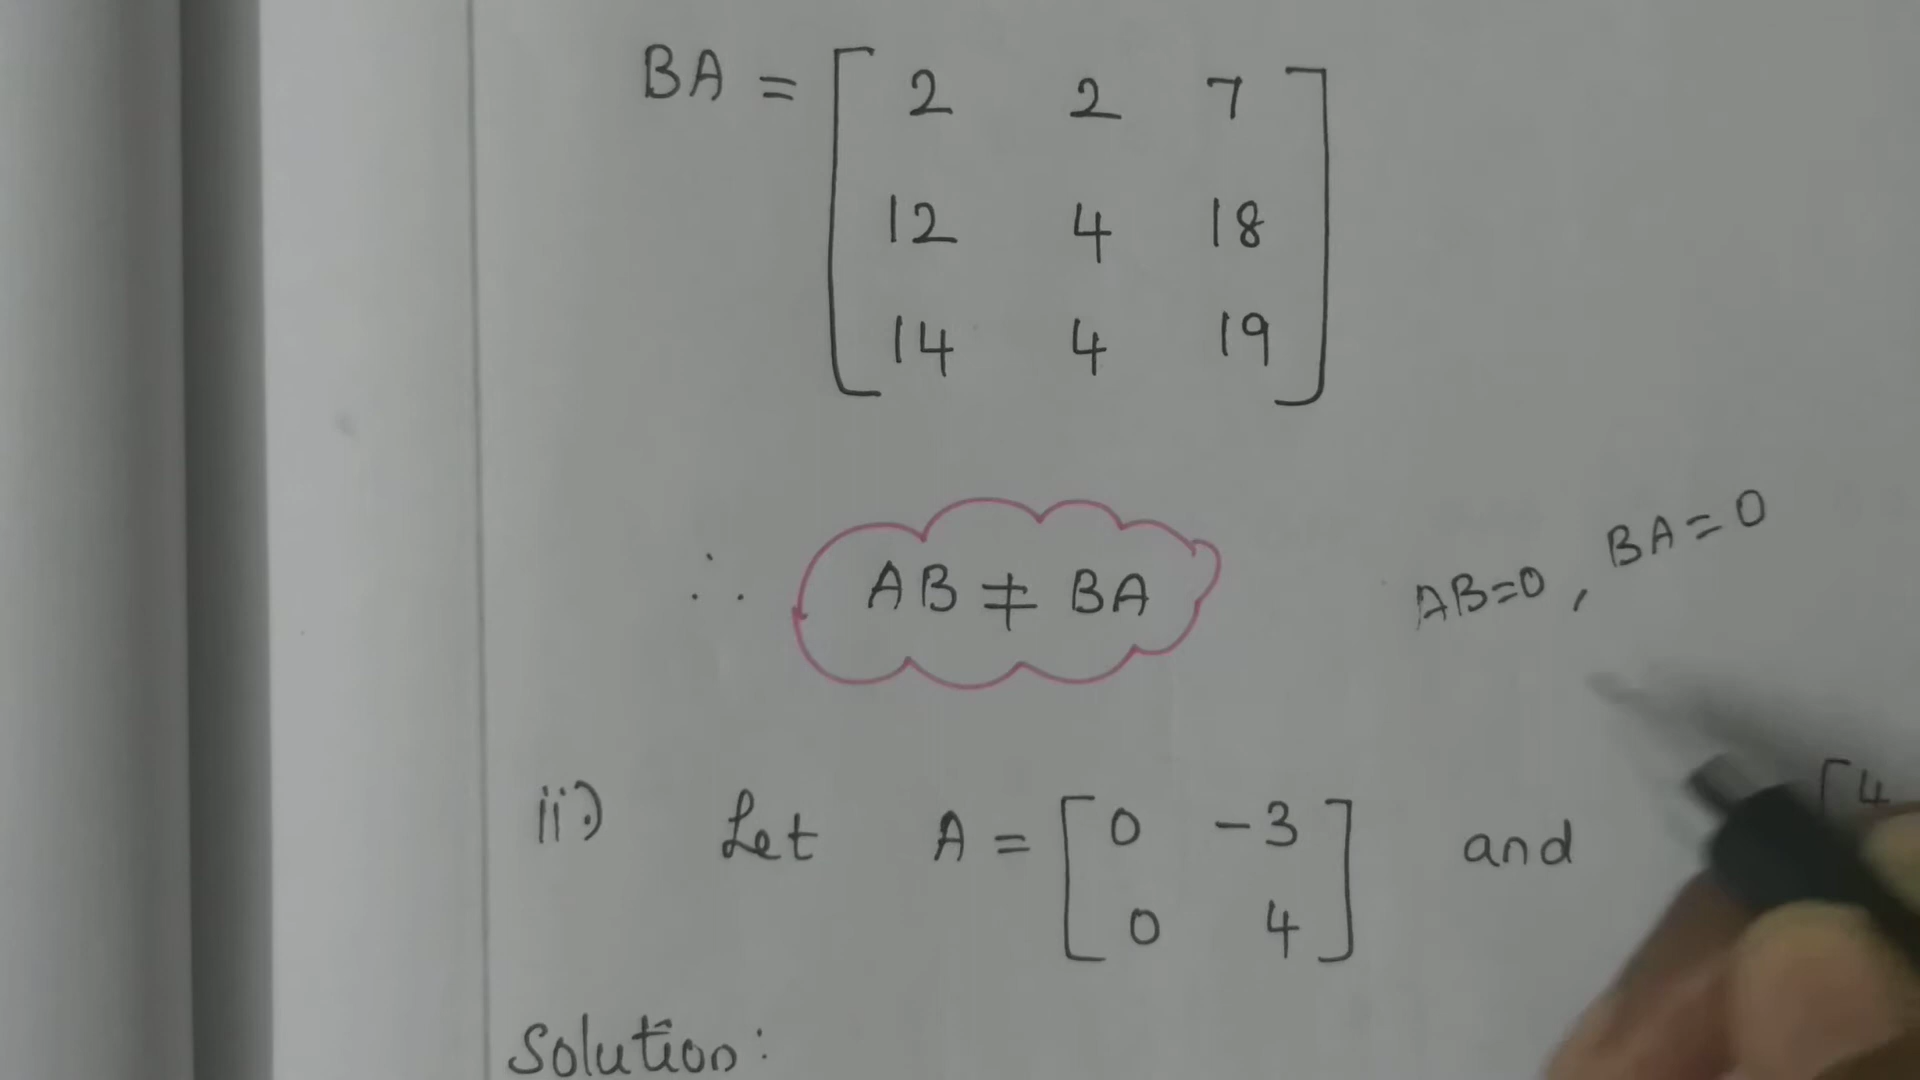 BA = [ 2 2 7
12 4 18
14 4 19 ]
∴ AB ≠ BA
AB=0 , BA=0
ii) Let A = [ 0 -3 and [4
0 4 ]
Solution: